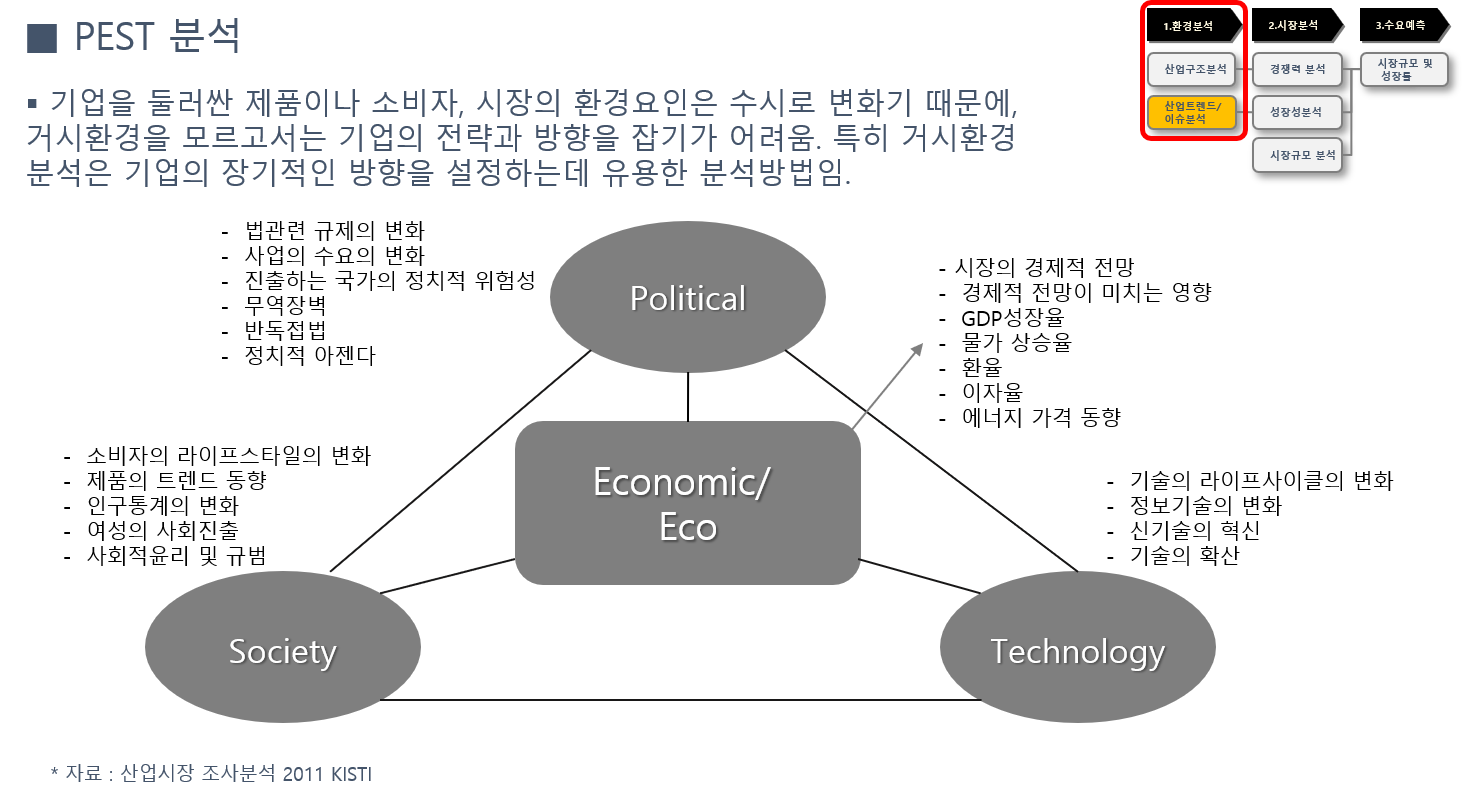 ■ PEST 분석
1.환경분석
2.시장분석
3.수요예측
산업구조분석
경쟁력 분석
시장규모 및
성장률
산업트렌드/
이슈분석
성장성분석
시장규모 분석
▪ 기업을 둘러싼 제품이나 소비자, 시장의 환경요인은 수시로 변화기 때문에,
거시환경을 모르고서는 기업의 전략과 방향을 잡기가 어려움. 특히 거시환경
분석은 기업의 장기적인 방향을 설정하는데 유용한 분석방법임.
- 법관련 규제의 변화
- 사업의 수요의 변화
- 진출하는 국가의 정치적 위험성
- 무역장벽
- 반독접법
- 정치적 아젠다
Political
- 시장의 경제적 전망
- 경제적 전망이 미치는 영향
- GDP성장율
- 물가 상승율
- 환율
- 이자율
- 에너지 가격 동향
- 소비자의 라이프스타일의 변화
- 제품의 트렌드 동향
- 인구통계의 변화
- 여성의 사회진출
- 사회적윤리 및 규범
Economic/
Eco
- 기술의 라이프사이클의 변화
- 정보기술의 변화
- 신기술의 혁신
- 기술의 확산
Society
Technology
* 자료 : 산업시장 조사분석 2011 KISTI